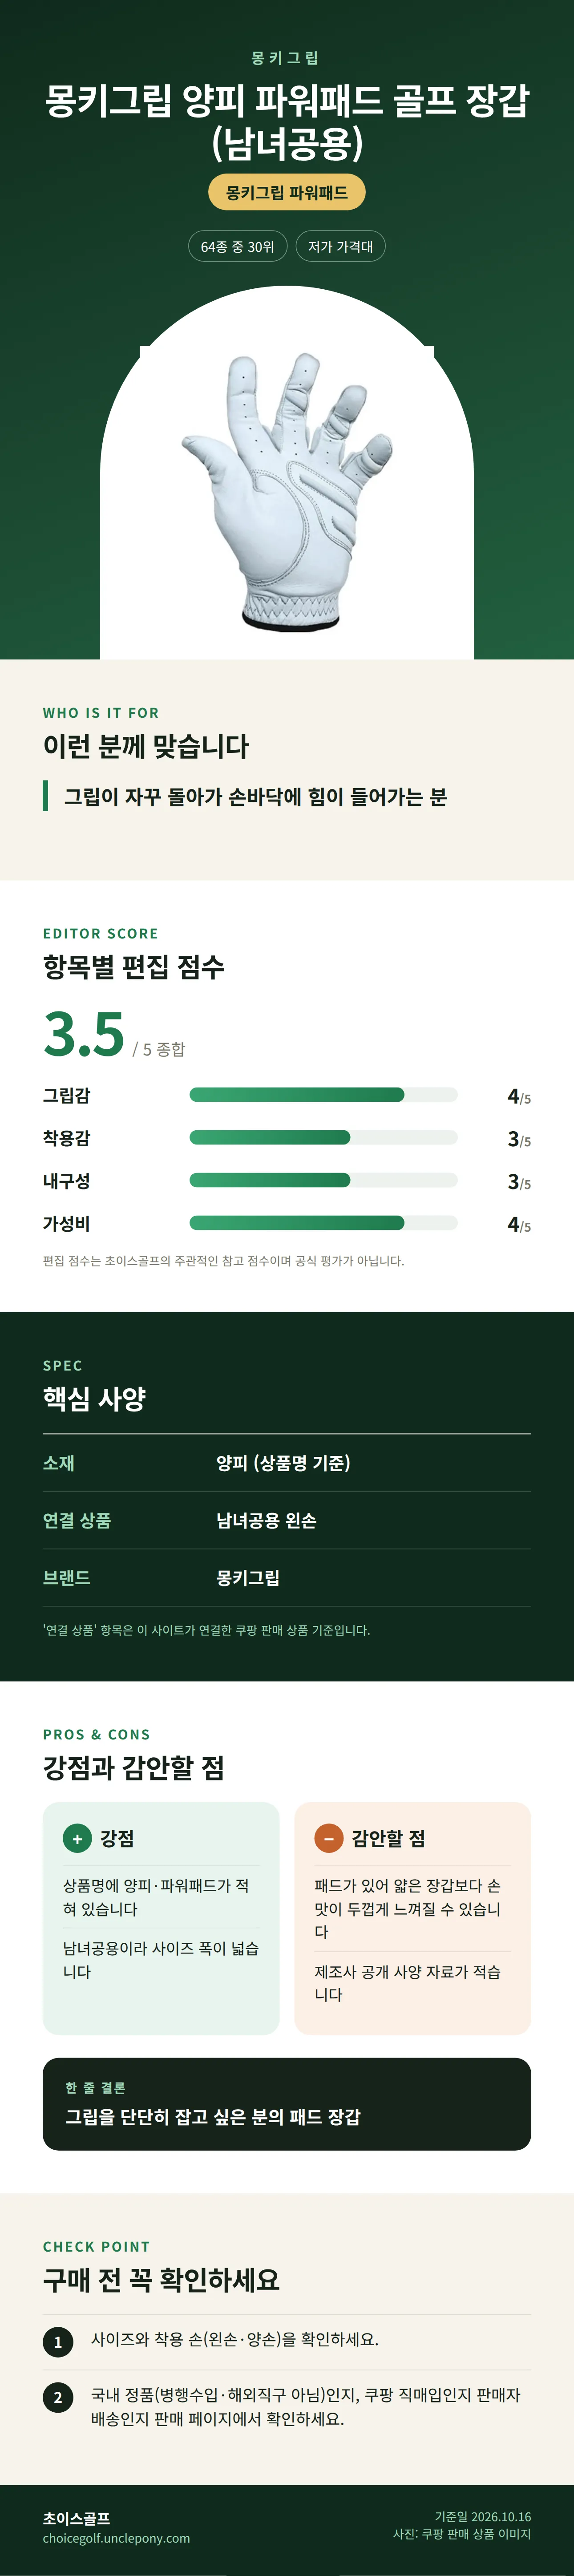 몽키그립
몽키그립 양피 파워패드 골프 장갑
(남녀공용)
몽키그립 파워패드
64종 중 30위
저가 가격대
WHO IS IT FOR
이런 분께 맞습니다
그립이 자꾸 돌아가 손바닥에 힘이 들어가는 분
EDITOR SCORE
항목별 편집 점수
3.5 / 5 종합
그립감 4/5
착용감 3/5
내구성 3/5
가성비 4/5
편집 점수는 초이스골프의 주관적인 참고 점수이며 공식 평가가 아닙니다.
SPEC
핵심 사양
소재 양피 (상품명 기준)
연결 상품 남녀공용 왼손
브랜드 몽키그립
'연결 상품' 항목은 이 사이트가 연결한 쿠팡 판매 상품 기준입니다.
PROS & CONS
강점과 감안할 점
+ 강점
상품명에 양피·파워패드가 적
혀 있습니다
남녀공용이라 사이즈 폭이 넓습
니다
− 감안할 점
패드가 있어 얇은 장갑보다 손
맛이 두껍게 느껴질 수 있습니
다
제조사 공개 사양 자료가 적습
니다
한 줄 결론
그립을 단단히 잡고 싶은 분의 패드 장갑
CHECK POINT
구매 전 꼭 확인하세요
1 사이즈와 착용 손(왼손·양손)을 확인하세요.
2 국내 정품(병행수입·해외직구 아님)인지, 쿠팡 직매입인지 판매자
배송인지 판매 페이지에서 확인하세요.
초이스골프
choicegolf.unclepony.com
기준일 2026.10.16
사진: 쿠팡 판매 상품 이미지